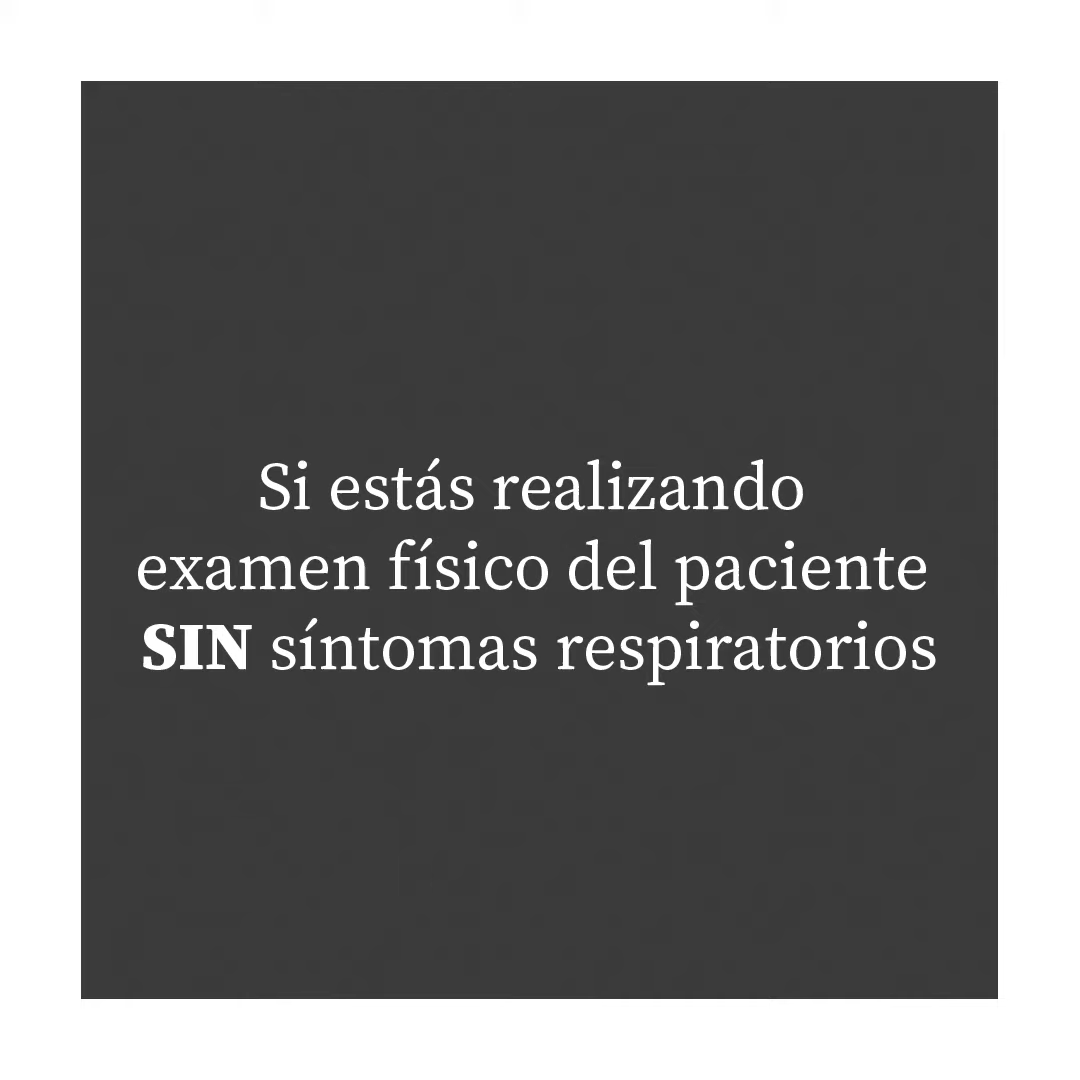 Si estás realizando
examen físico del paciente
SIN síntomas respiratorios